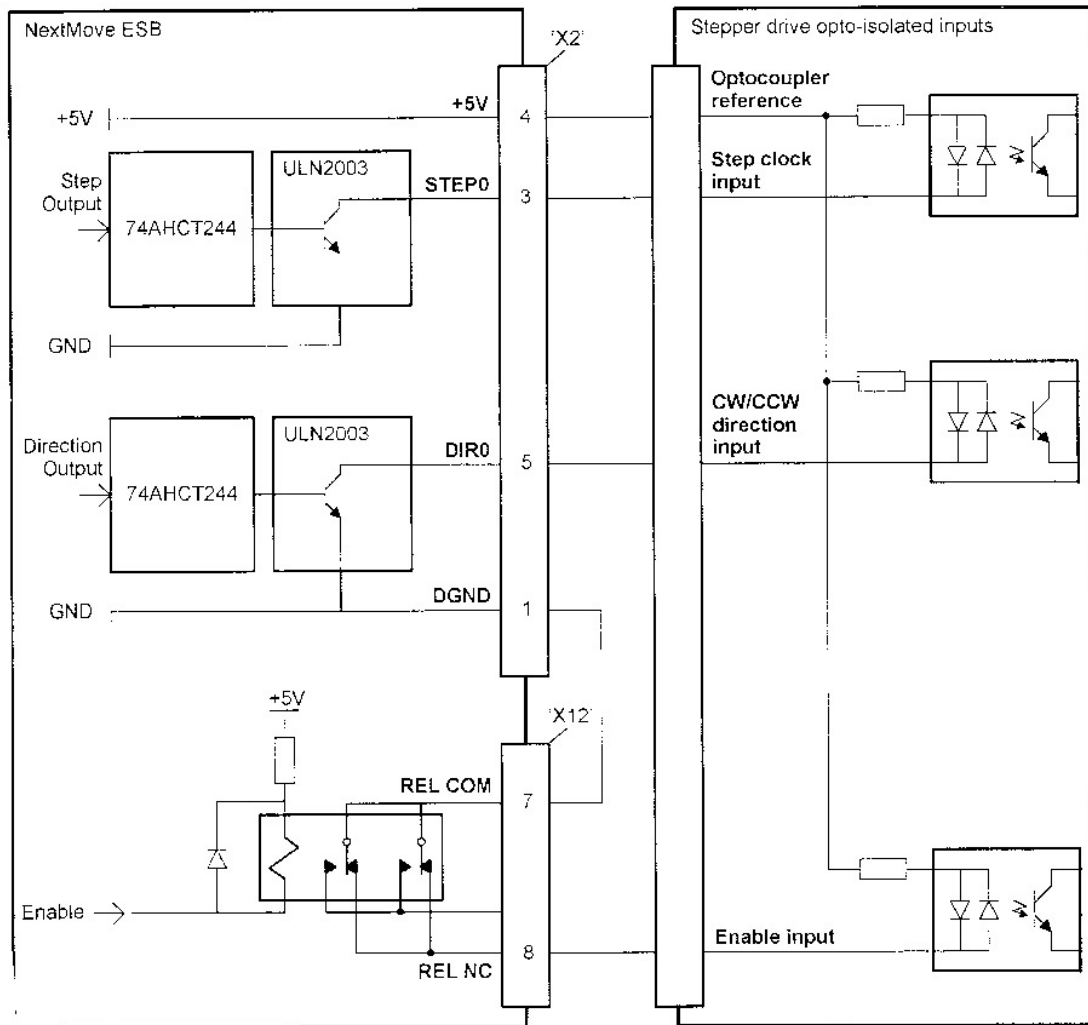 NextMove ESB
'X2'
Stepper drive opto-isolated inputs
+5V
+5V
4
Optocoupler
reference
Step
Output
74AHCT244
ULN2003
STEP0
3
Step clock
input
GND
Direction
Output
74AHCT244
ULN2003
DIR0
5
CW/CCW
direction
input
GND
DGND
1
+5V
'X12'
REL COM
7
Enable
REL NC
8
Enable input